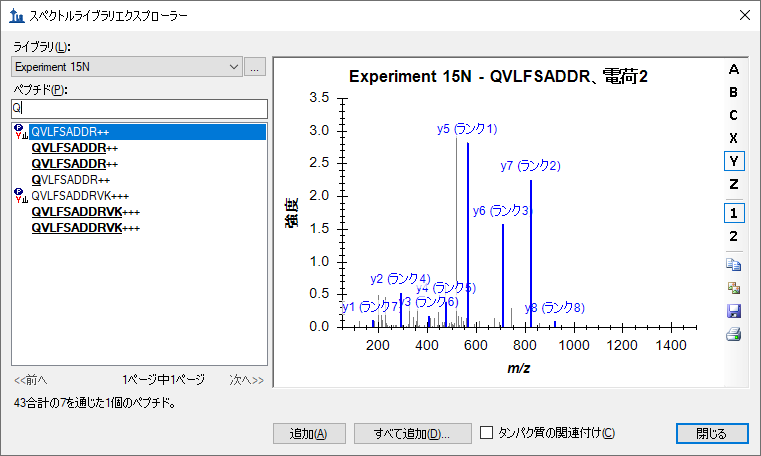 スペクトルライブラリエクスプローラー
ライブラリ(L):
Experiment 15N
...
ペプチド(P):
Q
QVLFSADDR++
QVLFSADDR++
QVLFSADDR++
QVLFSADDR++
QVLFSADDRVK+++
QVLFSADDRVK+++
QVLFSADDRVK+++
<<前へ 1ページ中1ページ 次へ>>
43合計の7を通じた1個のペプチド。
Experiment 15N - QVLFSADDR、電荷2
強度
3.5
3.0
2.5
2.0
1.5
1.0
0.5
0.0
y5 (ランク1)
y7 (ランク2)
y6 (ランク3)
y2 (ランク4)
y4 (ランク5)
y3 (ランク6)
y1 (ランク7)
y8 (ランク8)
200 400 600 800 1000 1200 1400
m/z
A
B
C
X
Y
Z
1
2
追加(A)
すべて追加(D)...
タンパク質の関連付け(C)
閉じる